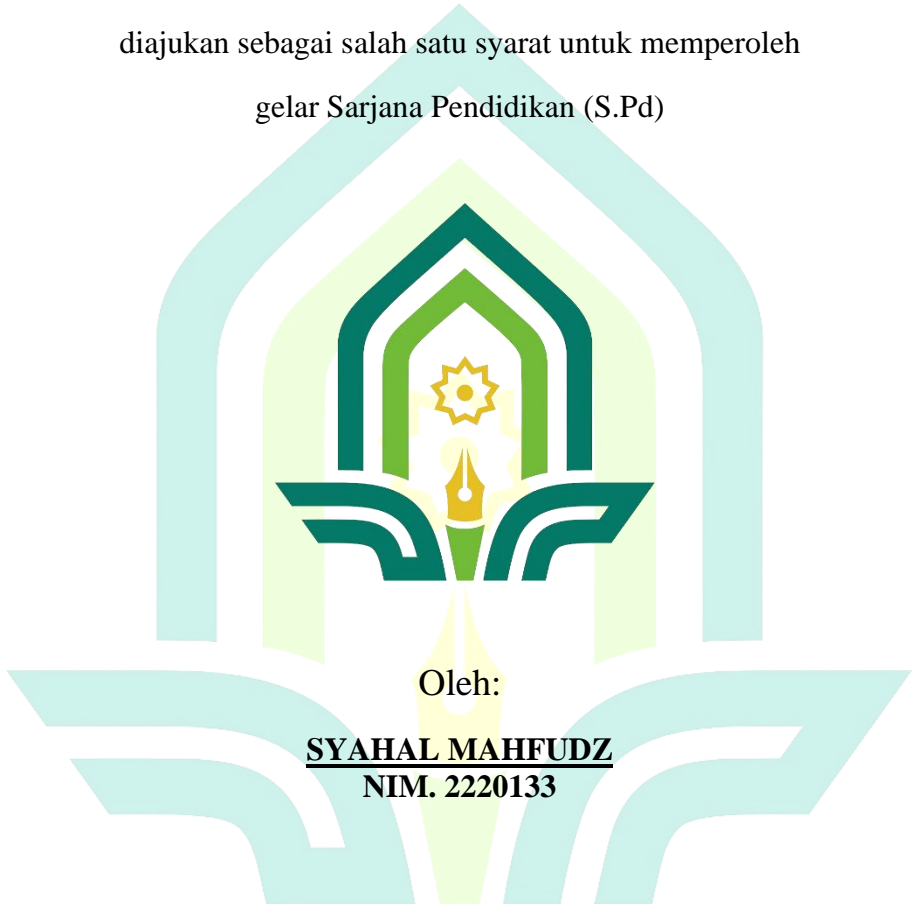 diajukan sebagai salah satu syarat untuk memperoleh
gelar Sarjana Pendidikan (S.Pd)
Oleh:
SYAHAL MAHFUDZ
NIM. 2220133